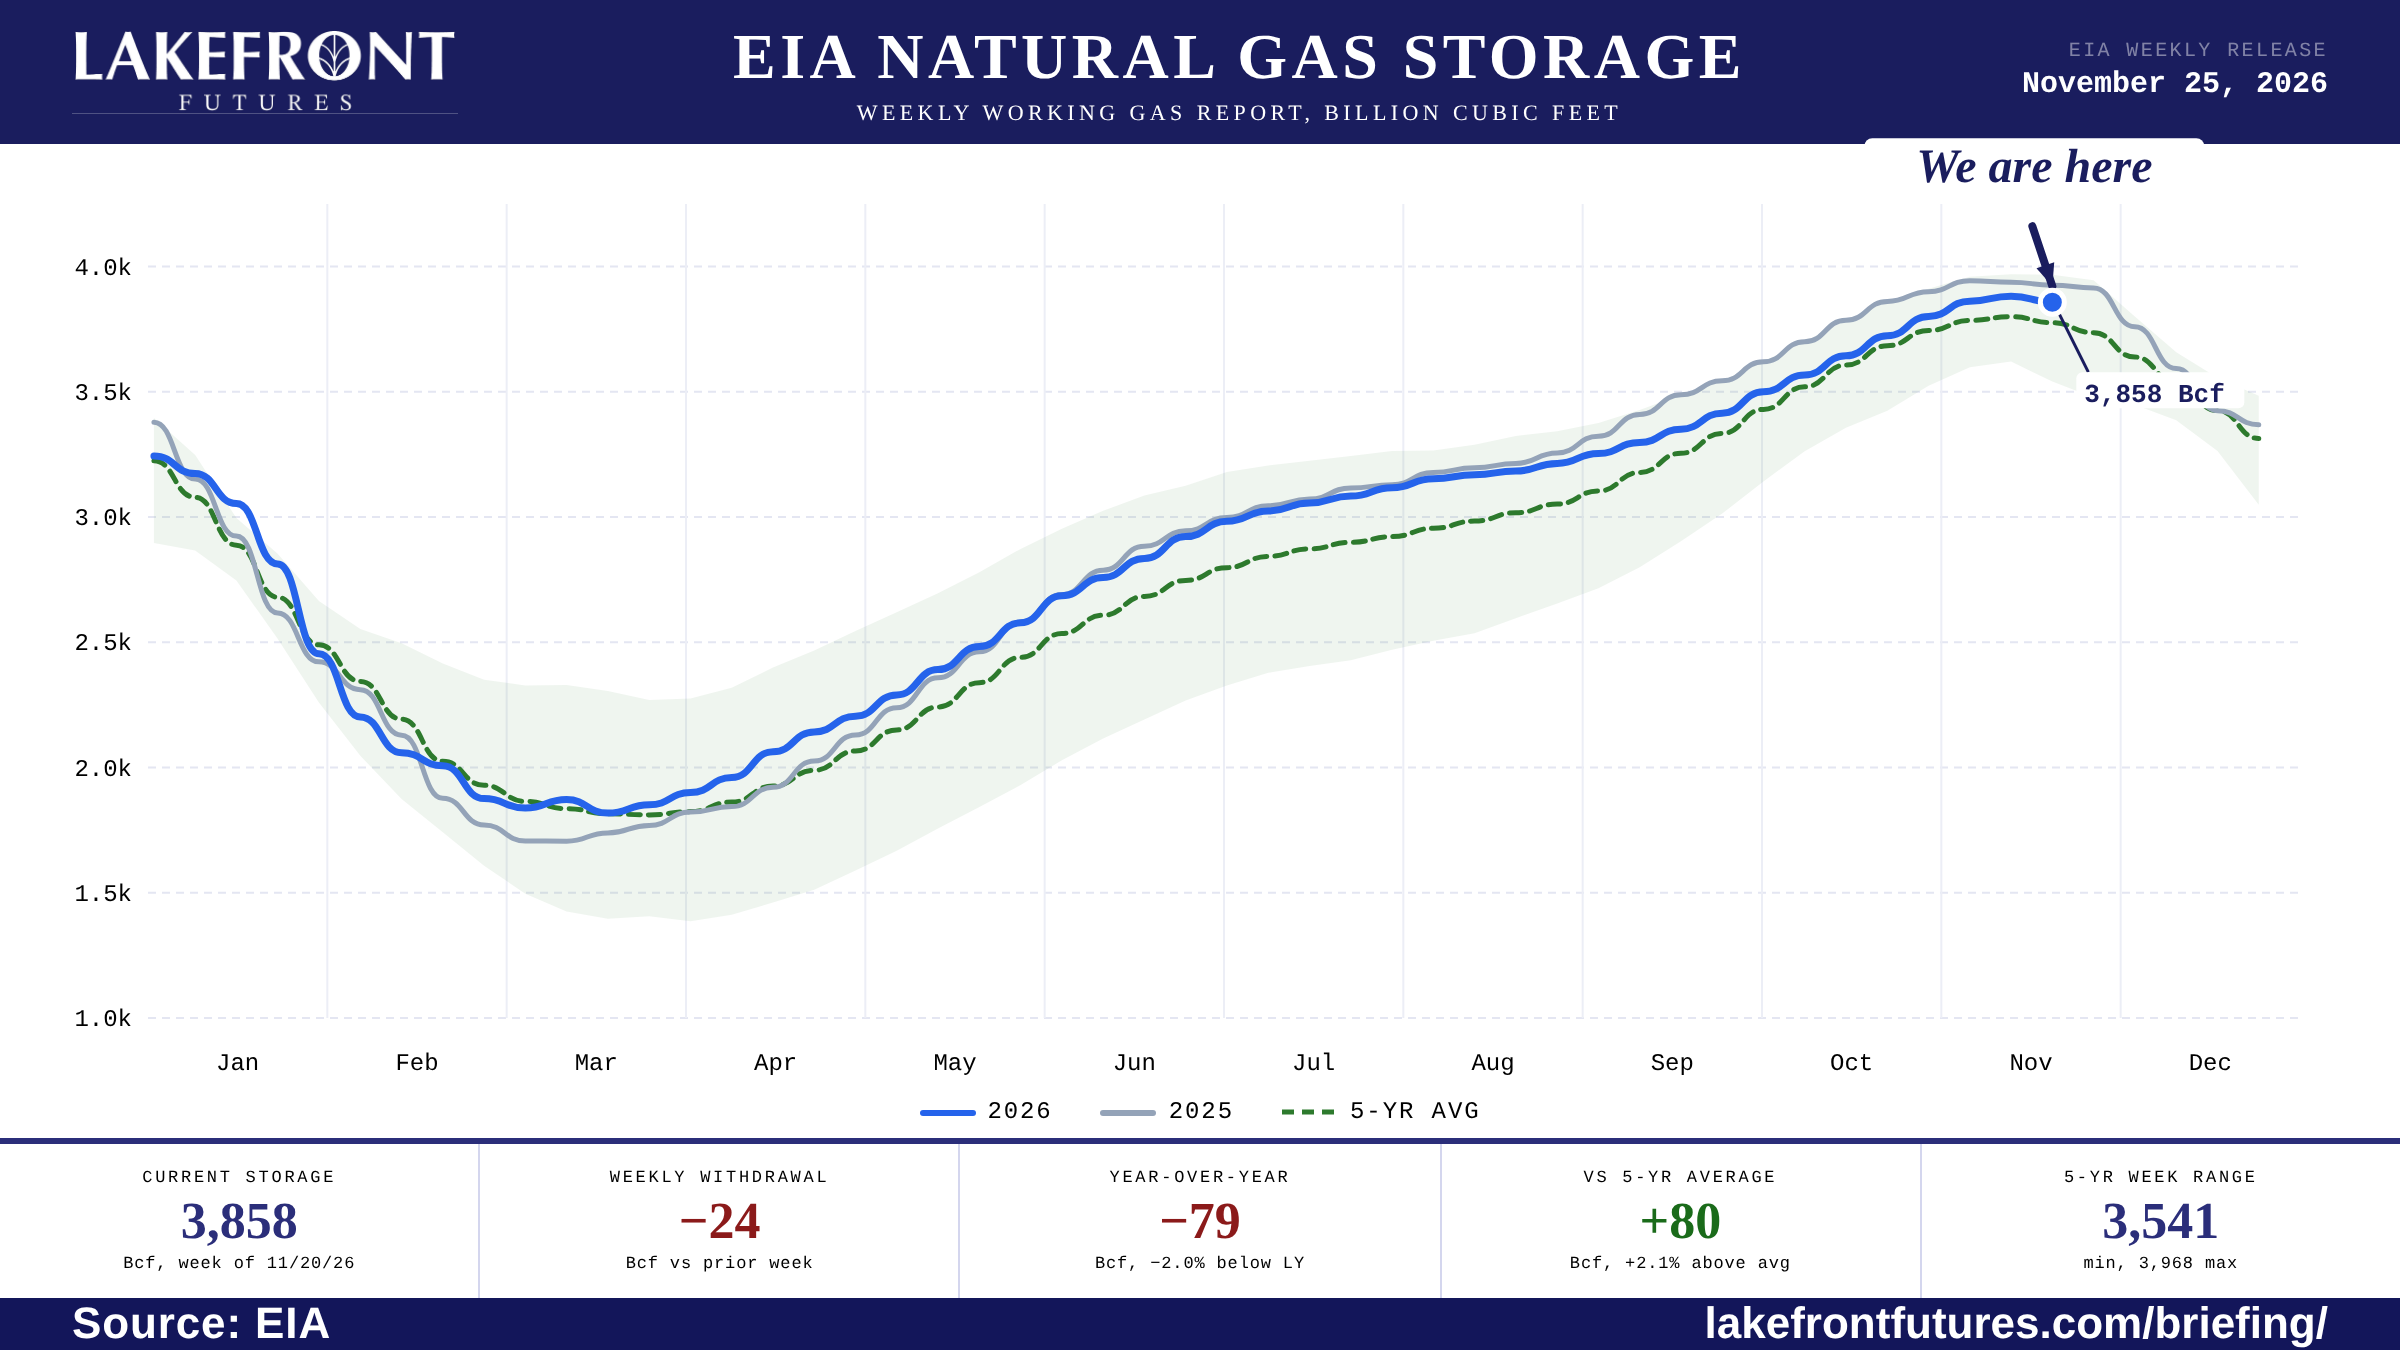 LAKEFRONT
FUTURES
EIA NATURAL GAS STORAGE
WEEKLY WORKING GAS REPORT, BILLION CUBIC FEET
EIA WEEKLY RELEASE
November 25, 2026
We are here
4.0k
3.5k
3,858 Bcf
3.0k
2.5k
2.0k
1.5k
1.0k
Jan Feb Mar Apr May Jun Jul Aug Sep Oct Nov Dec
2026 2025 5-YR AVG
CURRENT STORAGE
3,858
Bcf, week of 11/20/26
WEEKLY WITHDRAWAL
−24
Bcf vs prior week
YEAR-OVER-YEAR
−79
Bcf, −2.0% below LY
VS 5-YR AVERAGE
+80
Bcf, +2.1% above avg
5-YR WEEK RANGE
3,541
min, 3,968 max
Source: EIA
lakefrontfutures.com/briefing/